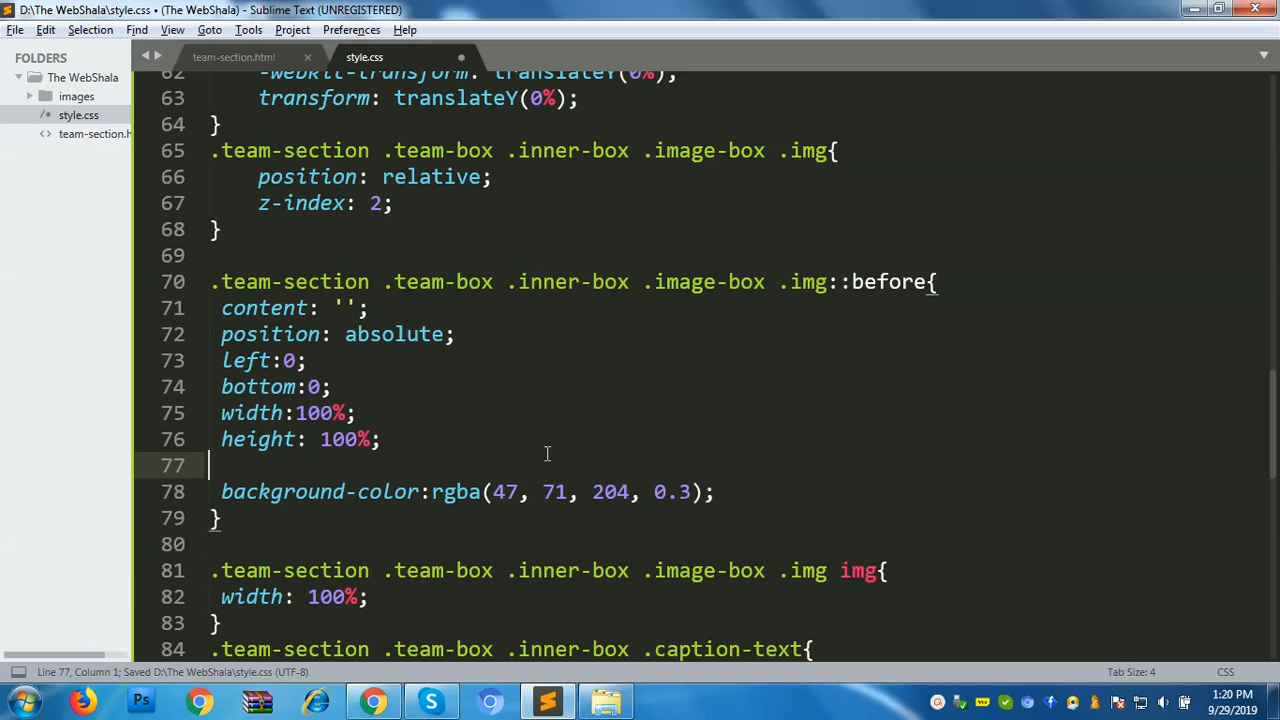 D:\The WebShala\style.css • (The WebShala) - Sublime Text (UNREGISTERED)
File Edit Selection Find View Goto Tools Project Preferences Help
FOLDERS
The WebShala
images
style.css
team-section.h
team-section.html ×
style.css
62 -webkit-transform: translateY(0%);
63 transform: translateY(0%);
64 }
65 .team-section .team-box .inner-box .image-box .img{
66 position: relative;
67 z-index: 2;
68 }
69
70 .team-section .team-box .inner-box .image-box .img::before{
71 content: '';
72 position: absolute;
73 left:0;
74 bottom:0;
75 width:100%;
76 height: 100%;
77
78 background-color:rgba(47, 71, 204, 0.3);
79 }
80
81 .team-section .team-box .inner-box .image-box .img img{
82 width: 100%;
83 }
84 .team-section .team-box .inner-box .caption-text{
Line 77, Column 1; Saved D:\The WebShala\style.css (UTF-8)
Tab Size: 4
CSS
Ps
1:20 PM
9/29/2019